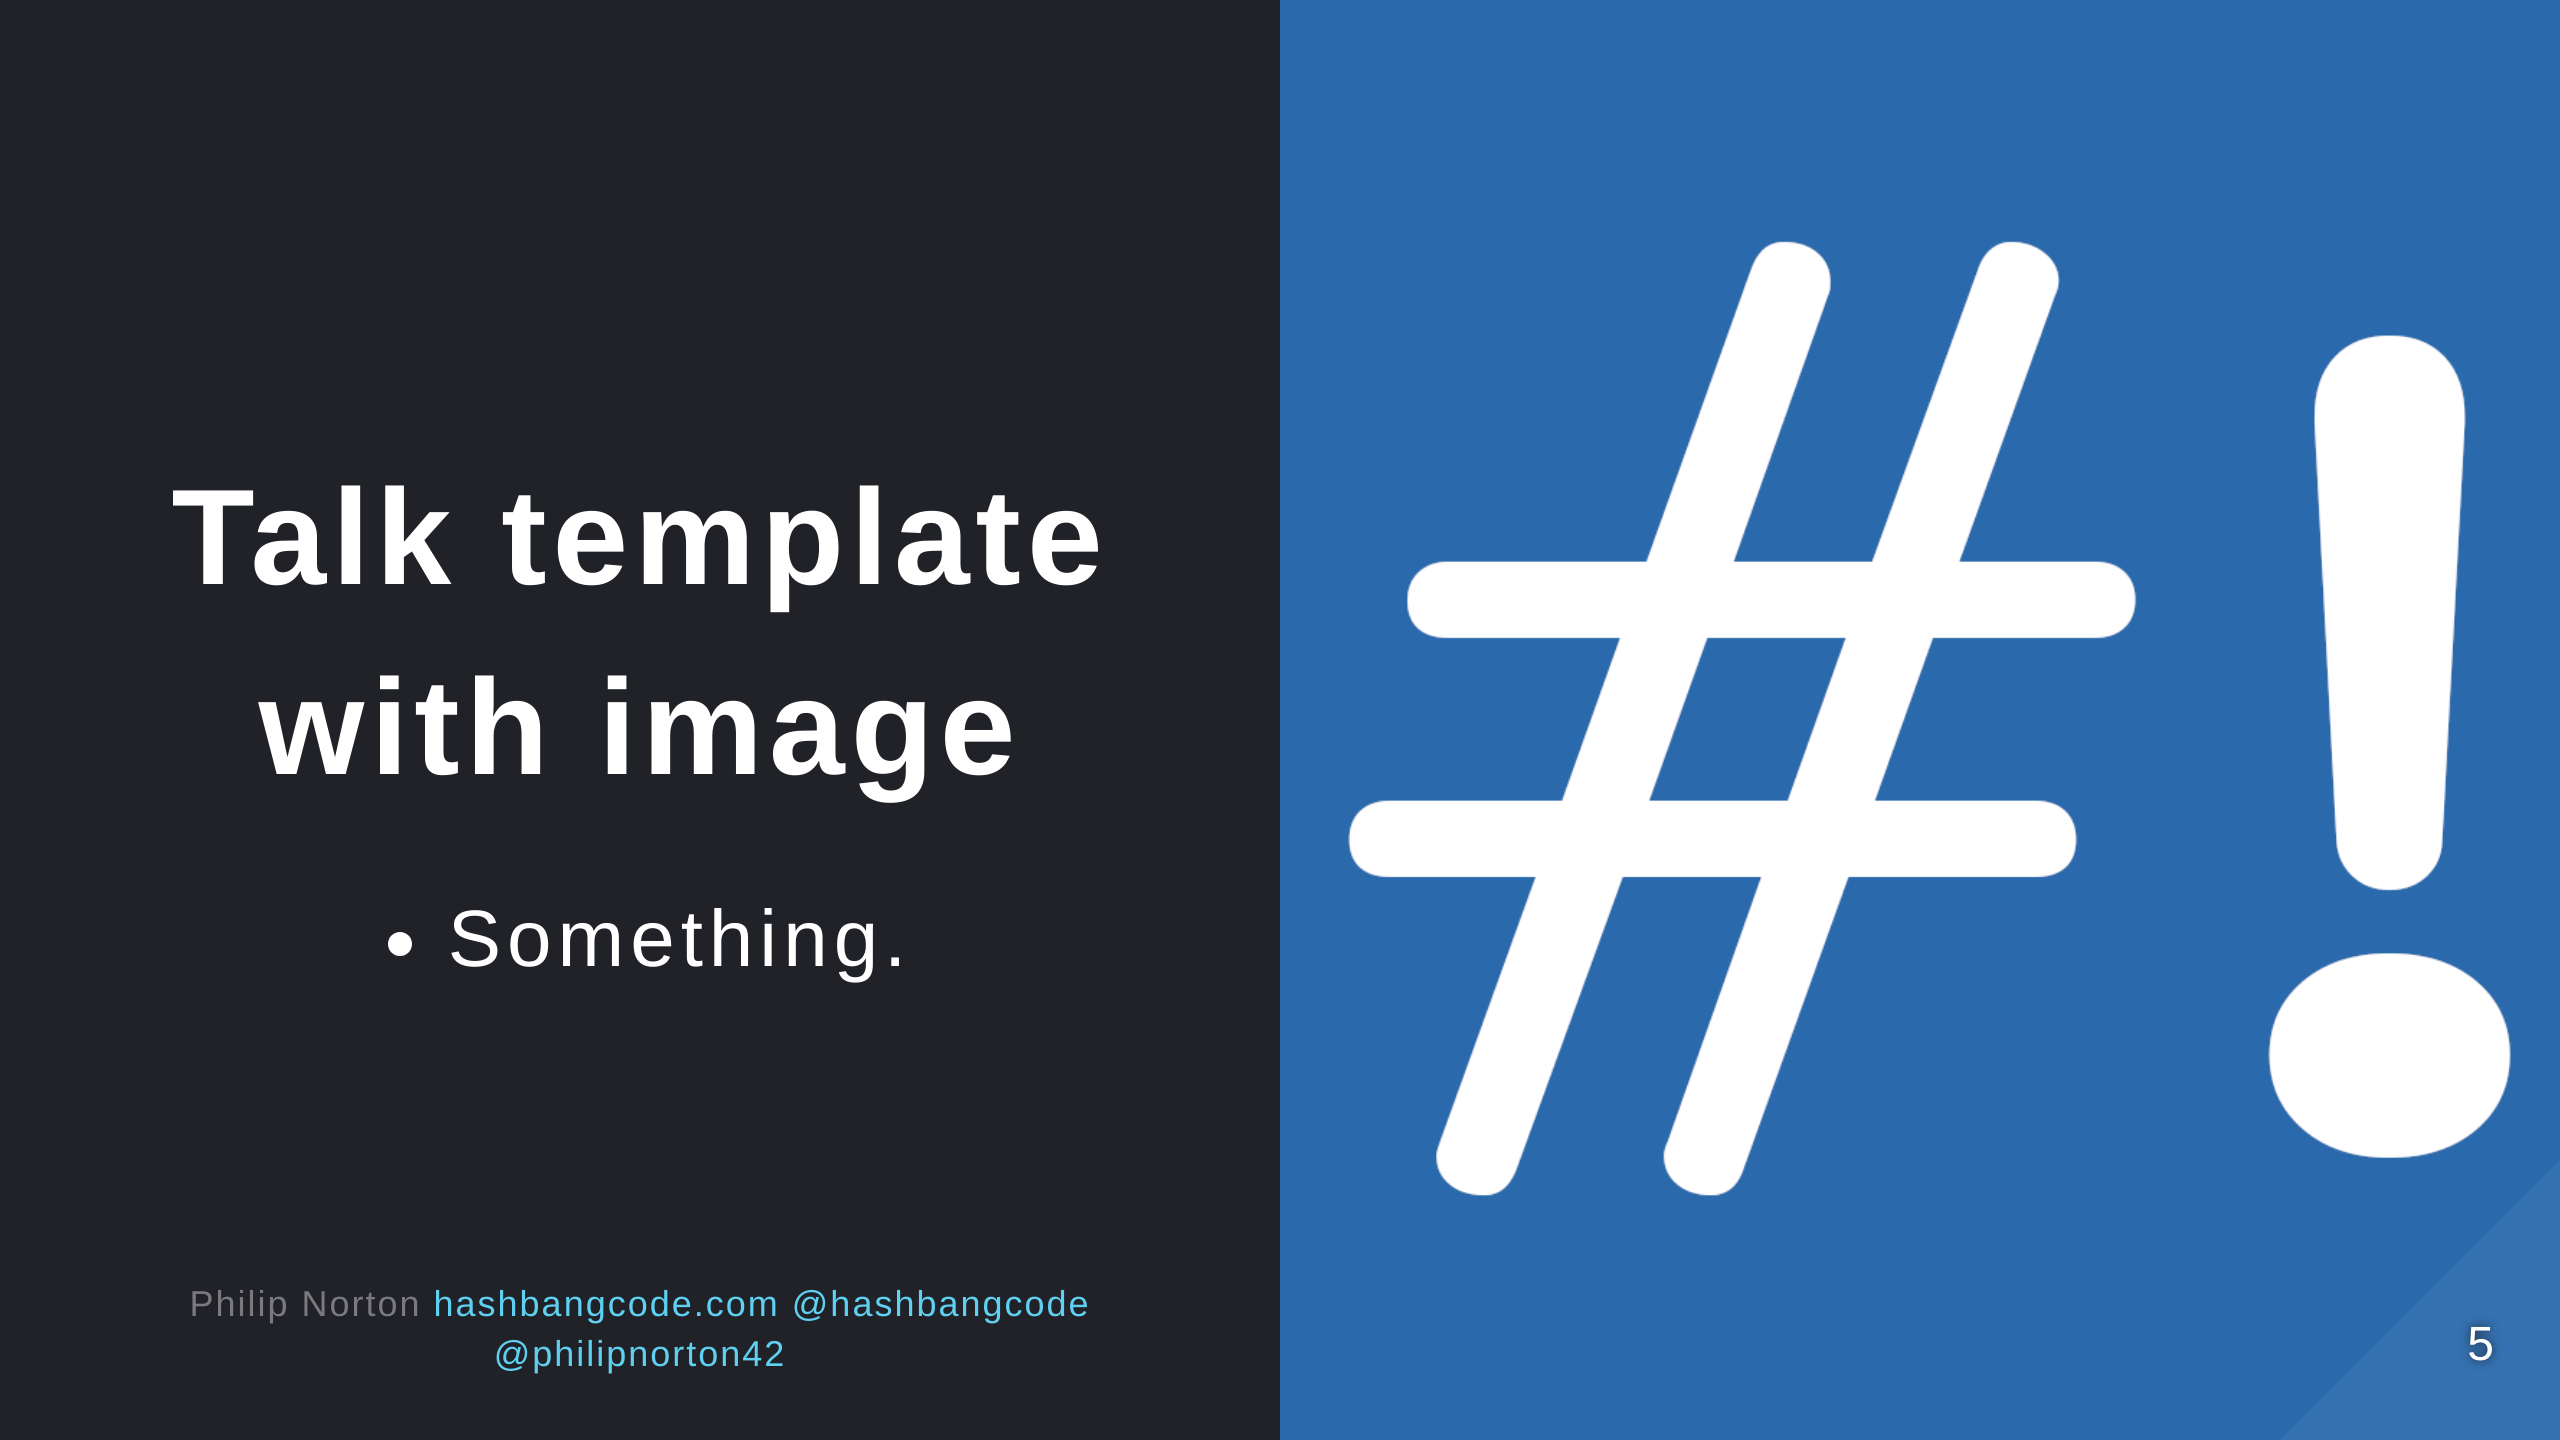 Talk template
with image
• Something.
#!
Philip Norton hashbangcode.com @hashbangcode
@philipnorton42
5